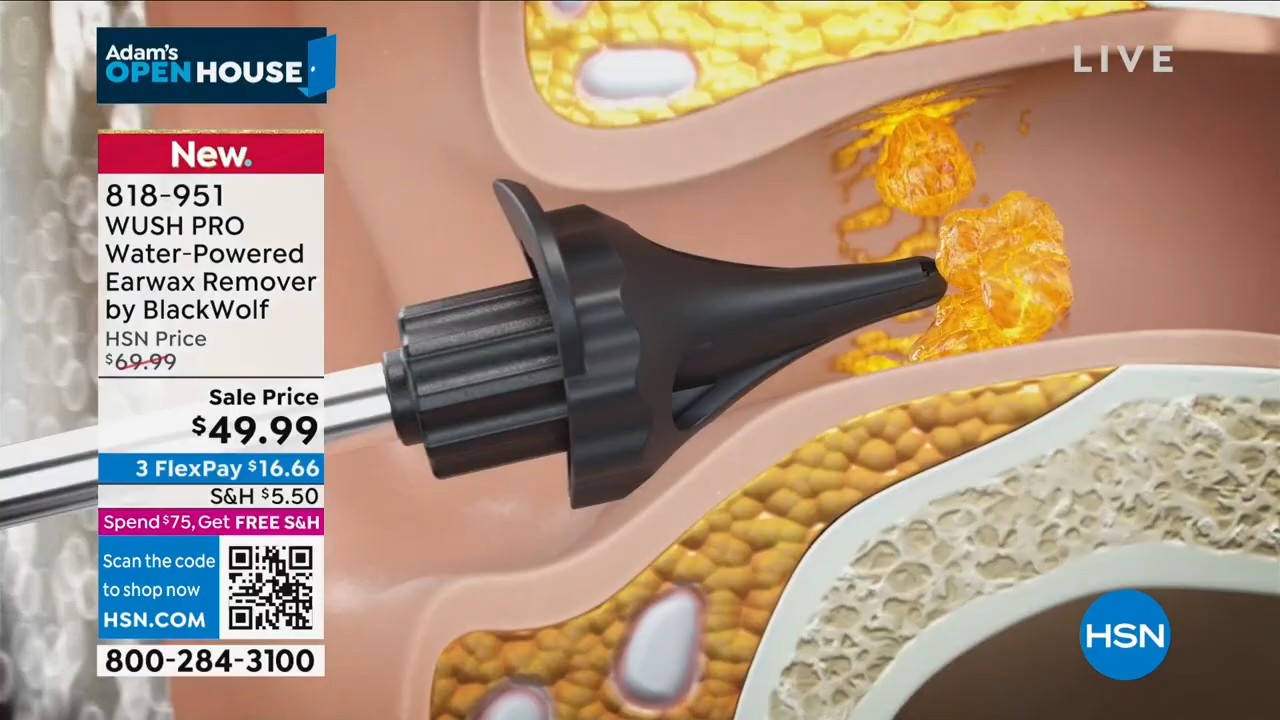 Adam's
OPEN HOUSE
LIVE
New.
818-951
WUSH PRO
Water-Powered
Earwax Remover
by BlackWolf
HSN Price
$69.99
Sale Price
$49.99
3 FlexPay $16.66
S&H $5.50
Spend $75, Get FREE S&H
Scan the code
to shop now
HSN.COM
800-284-3100
HSN